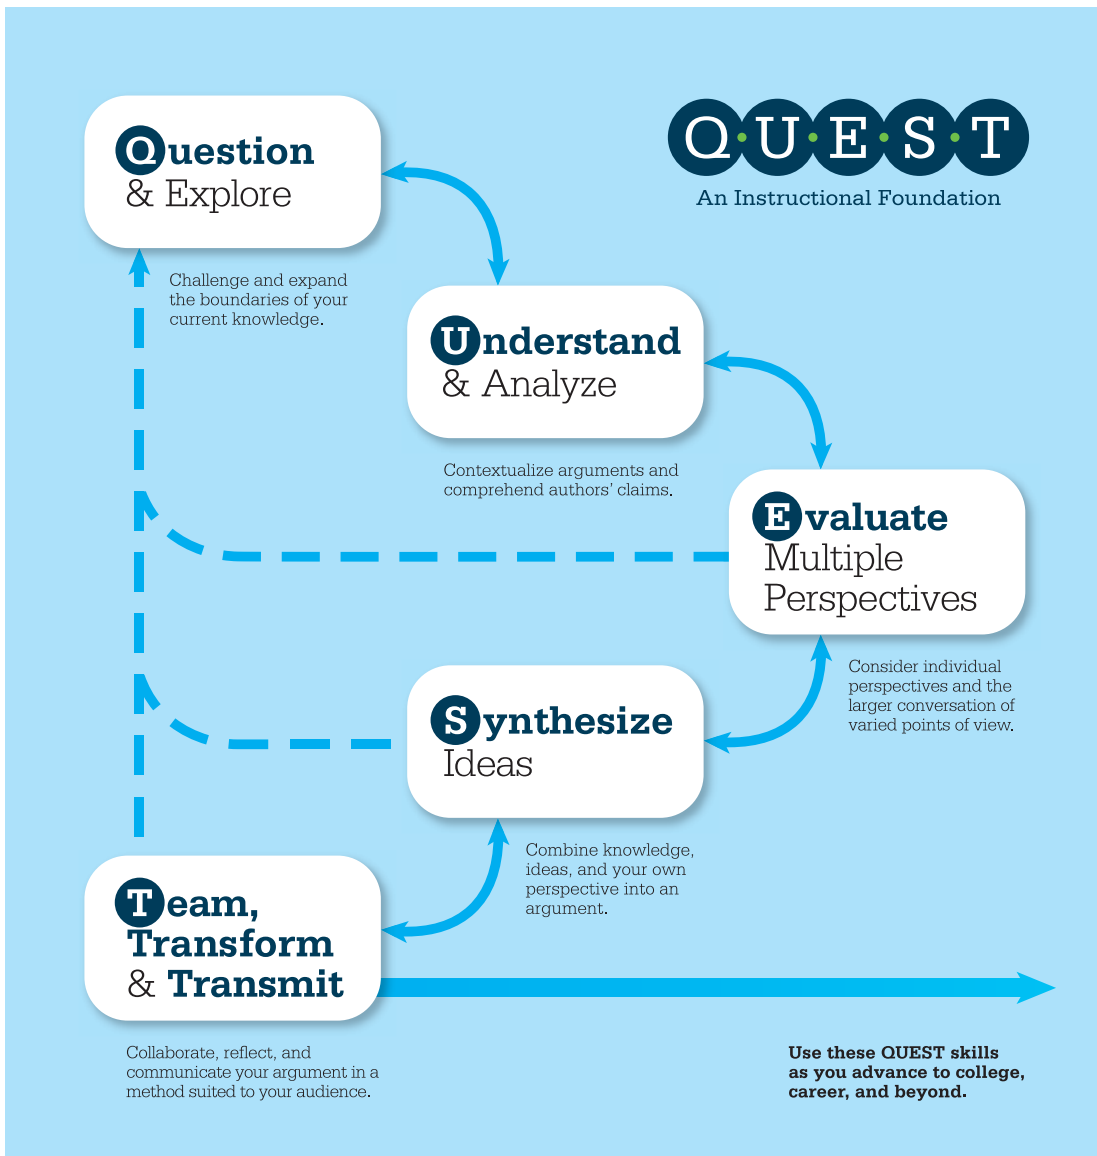 Question
& Explore
Q·U·E·S·T
An Instructional Foundation
Challenge and expand
the boundaries of your
current knowledge.
Understand
& Analyze
Contextualize arguments and
comprehend authors’ claims.
Evaluate
Multiple
Perspectives
Consider individual
perspectives and the
larger conversation of
varied points of view.
Synthesize
Ideas
Combine knowledge,
ideas, and your own
perspective into an
argument.
Team,
Transform
& Transmit
Collaborate, reflect, and
communicate your argument in a
method suited to your audience.
Use these QUEST skills
as you advance to college,
career, and beyond.